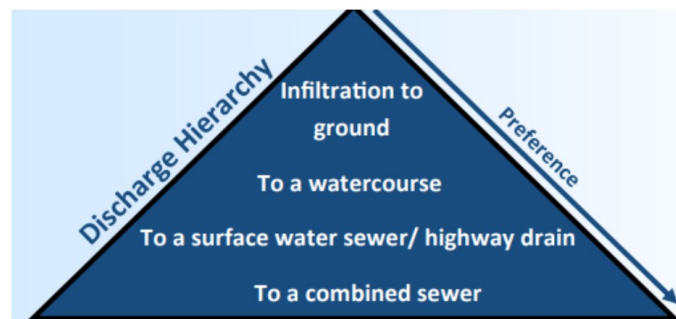 Discharge Hierarchy
Infiltration to
ground
To a watercourse
To a surface water sewer/ highway drain
To a combined sewer
Preference